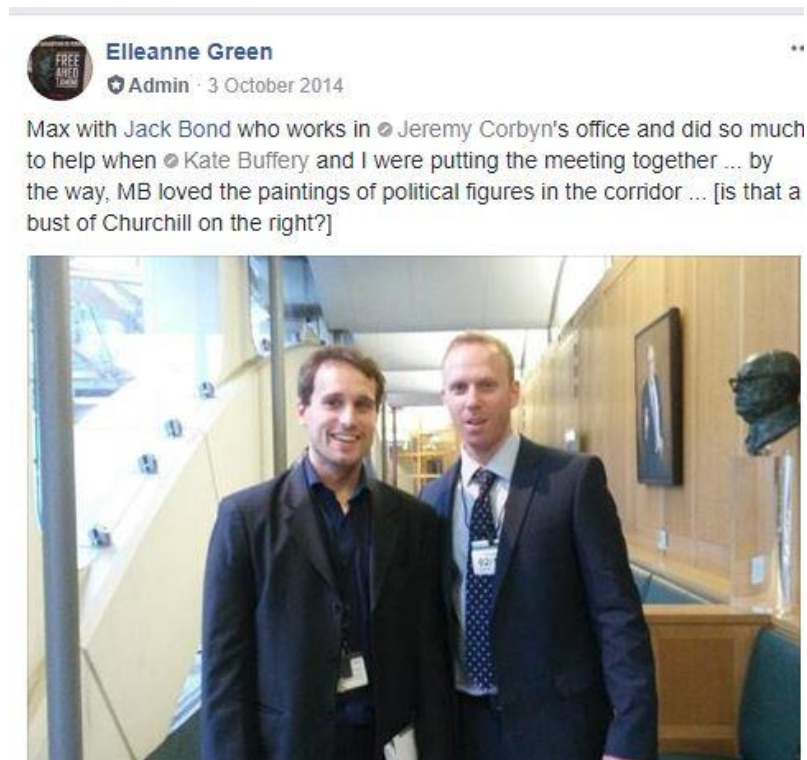 Elleanne Green
Admin · 3 October 2014
Max with Jack Bond who works in Jeremy Corbyn's office and did so much
to help when Kate Buffery and I were putting the meeting together ... by
the way, MB loved the paintings of political figures in the corridor ... [is that a
bust of Churchill on the right?]
FREE
AHED